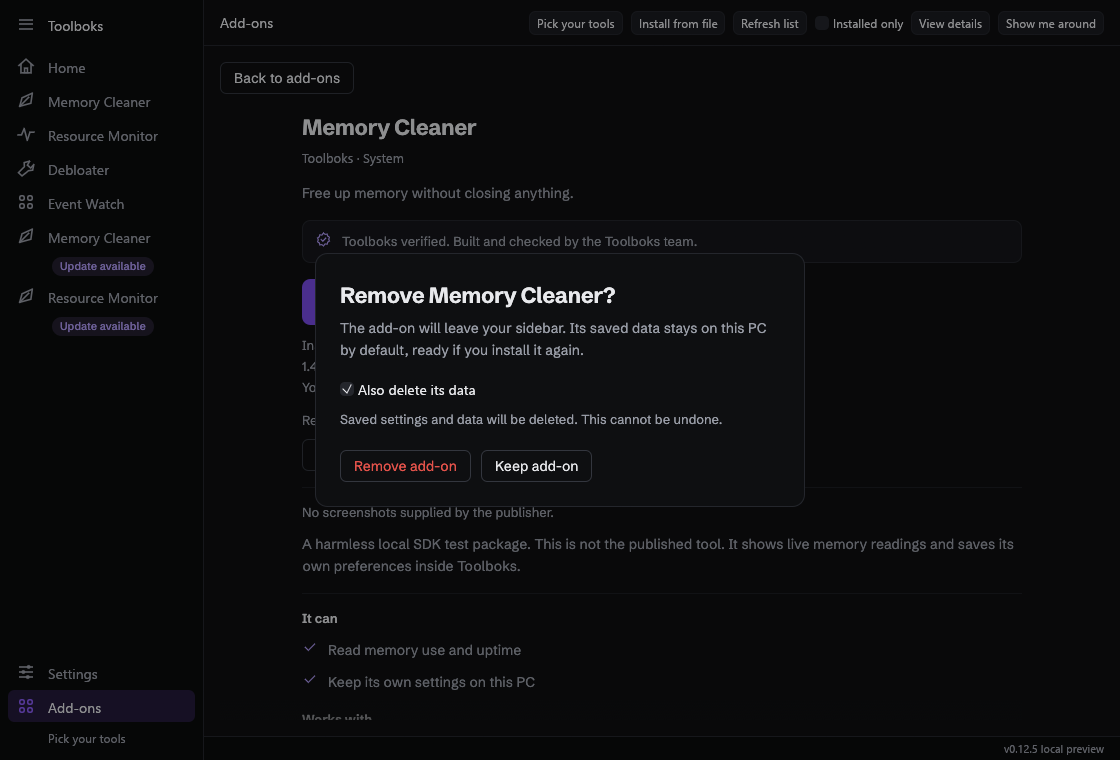 Toolboks
Add-ons
Pick your tools
Install from file
Refresh list
Installed only
View details
Show me around
Home
Memory Cleaner
Resource Monitor
Debloater
Event Watch
Memory Cleaner
Update available
Resource Monitor
Update available
Settings
Add-ons
Pick your tools
Back to add-ons
Memory Cleaner
Toolboks · System
Free up memory without closing anything.
Toolboks verified. Built and checked by the Toolboks team.
Remove Memory Cleaner?
The add-on will leave your sidebar. Its saved data stays on this PC
by default, ready if you install it again.
Also delete its data
Saved settings and data will be deleted. This cannot be undone.
Remove add-on
Keep add-on
No screenshots supplied by the publisher.
A harmless local SDK test package. This is not the published tool. It shows live memory readings and saves its
own preferences inside Toolboks.
It can
Read memory use and uptime
Keep its own settings on this PC
Works with
v0.12.5 local preview